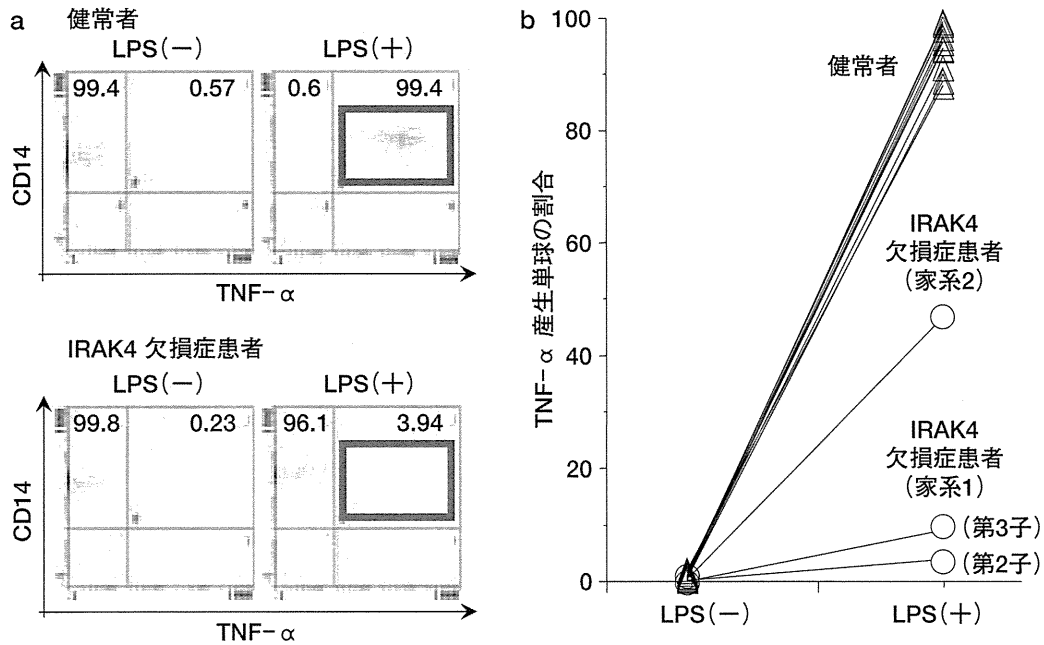 a
健常者
LPS(−)
LPS(+)
99.4
0.57
0.6
99.4
CD14
TNF-α
IRAK4 欠損症患者
LPS(−)
LPS(+)
99.8
0.23
96.1
3.94
CD14
TNF-α
b
TNF-α 産生単球の割合
100
80
60
40
20
0
健常者
IRAK4
欠損症患者
(家系2)
IRAK4
欠損症患者
(家系1)
(第3子)
(第2子)
LPS(−)
LPS(+)